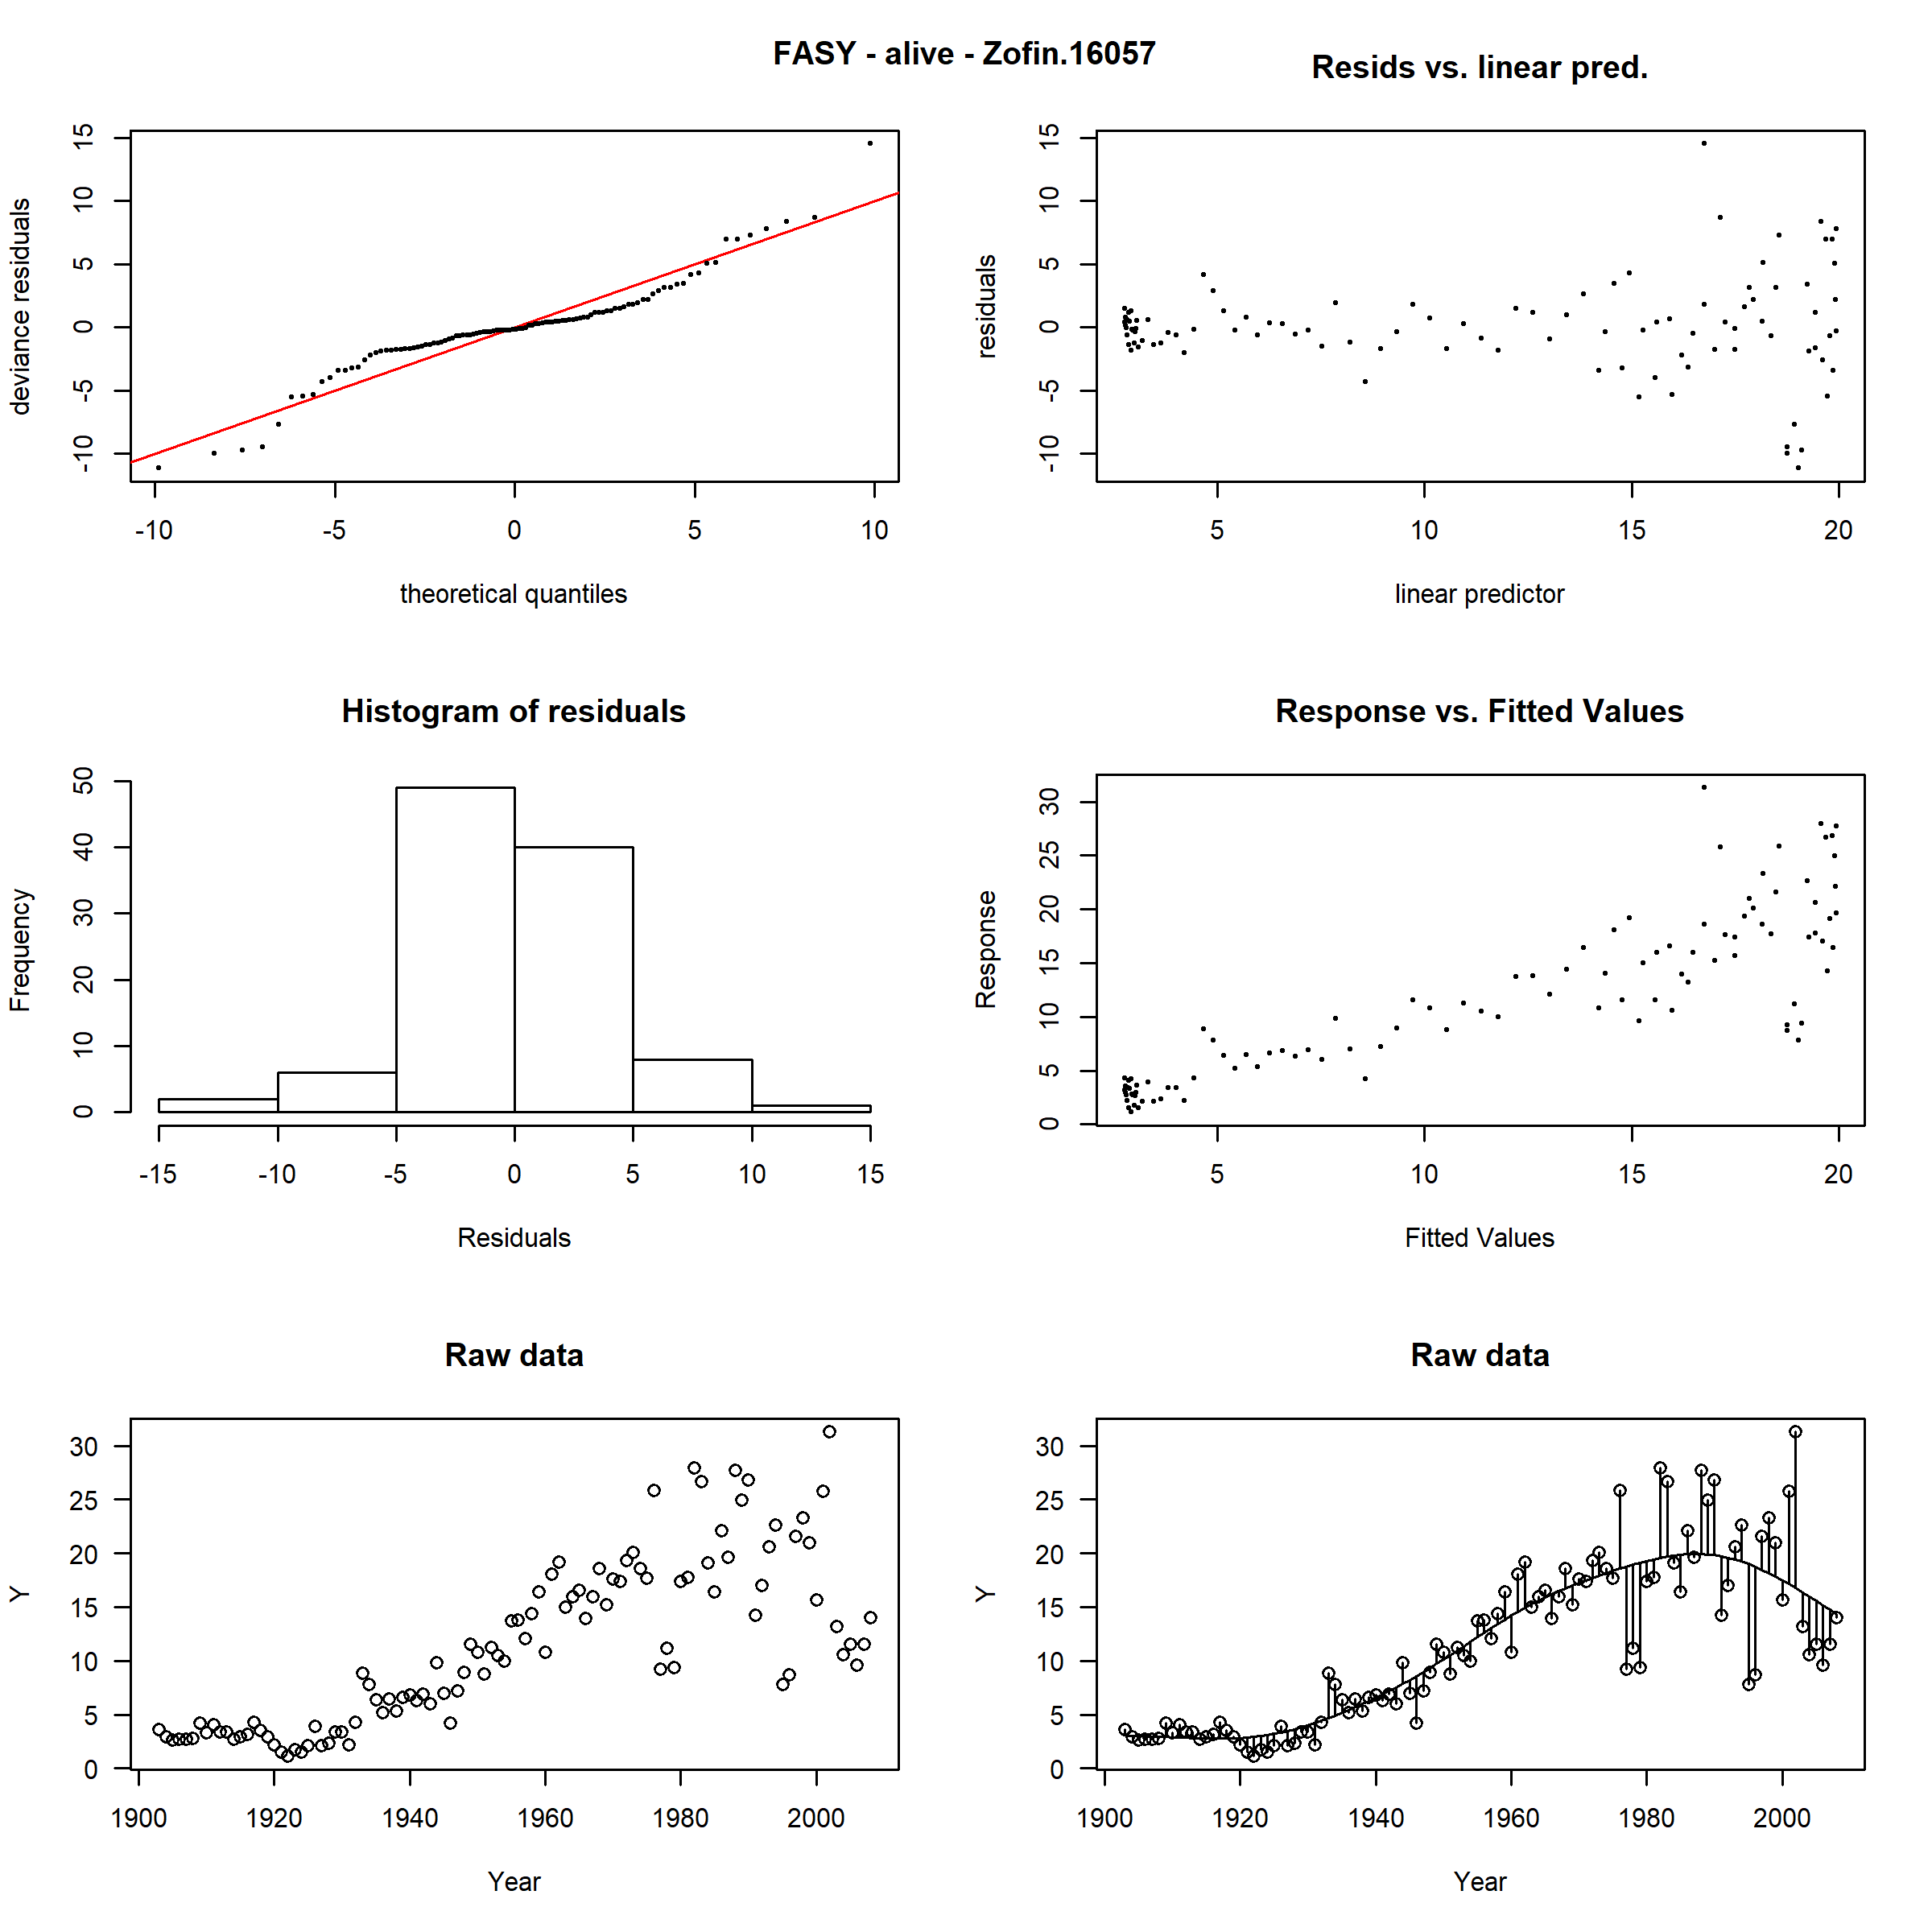 FASY - alive - Zofin.16057
Resids vs. linear pred.
deviance residuals
15
10
5
0
-5
-10
-10 -5 0 5 10
theoretical quantiles
residuals
15
10
5
0
-5
-10
5 10 15 20
linear predictor
Histogram of residuals
Frequency
50
40
30
20
10
0
-15 -10 -5 0 5 10 15
Residuals
Response vs. Fitted Values
Response
30
25
20
15
10
5
0
5 10 15 20
Fitted Values
Raw data
Y
30
25
20
15
10
5
0
1900 1920 1940 1960 1980 2000
Year
Raw data
Y
30
25
20
15
10
5
0
1900 1920 1940 1960 1980 2000
Year